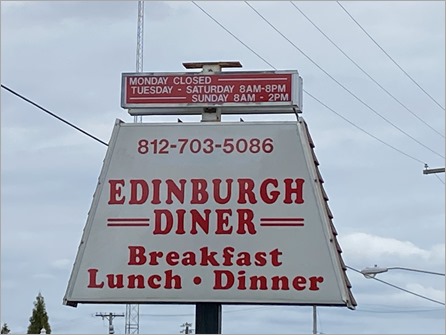 MONDAY CLOSED
TUESDAY - SATURDAY 8AM-8PM
SUNDAY 8AM - 2PM
812-703-5086
EDINBURGH
DINER
Breakfast
Lunch • Dinner